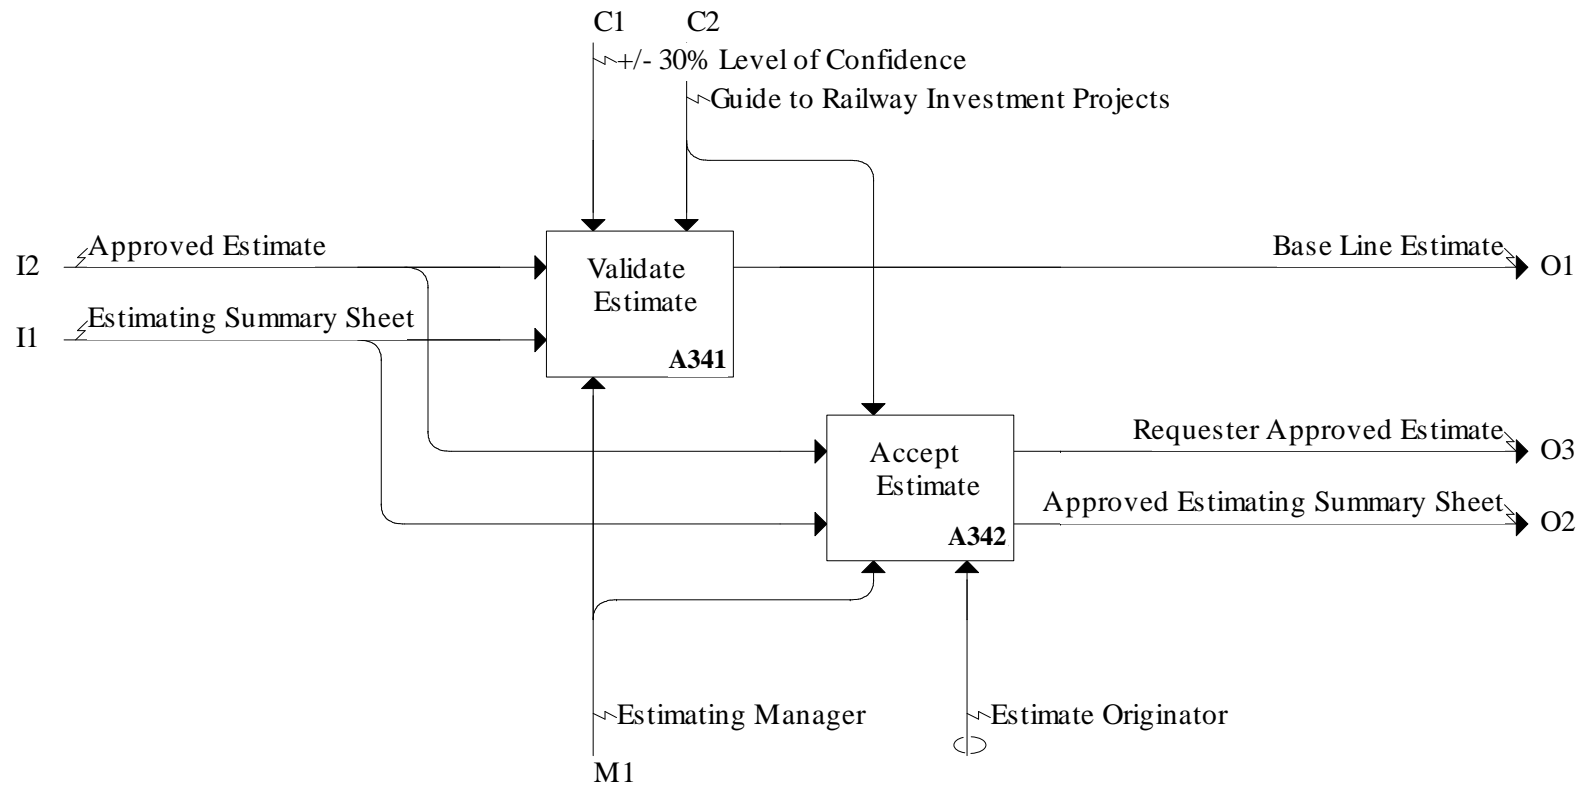 C1 C2
+/- 30% Level of Confidence
Guide to Railway Investment Projects
I2 Approved Estimate
Validate
Estimate
A341
Base Line Estimate O1
I1 Estimating Summary Sheet
Accept
Estimate
A342
Requester Approved Estimate O3
Approved Estimating Summary Sheet O2
Estimating Manager
Estimate Originator
M1